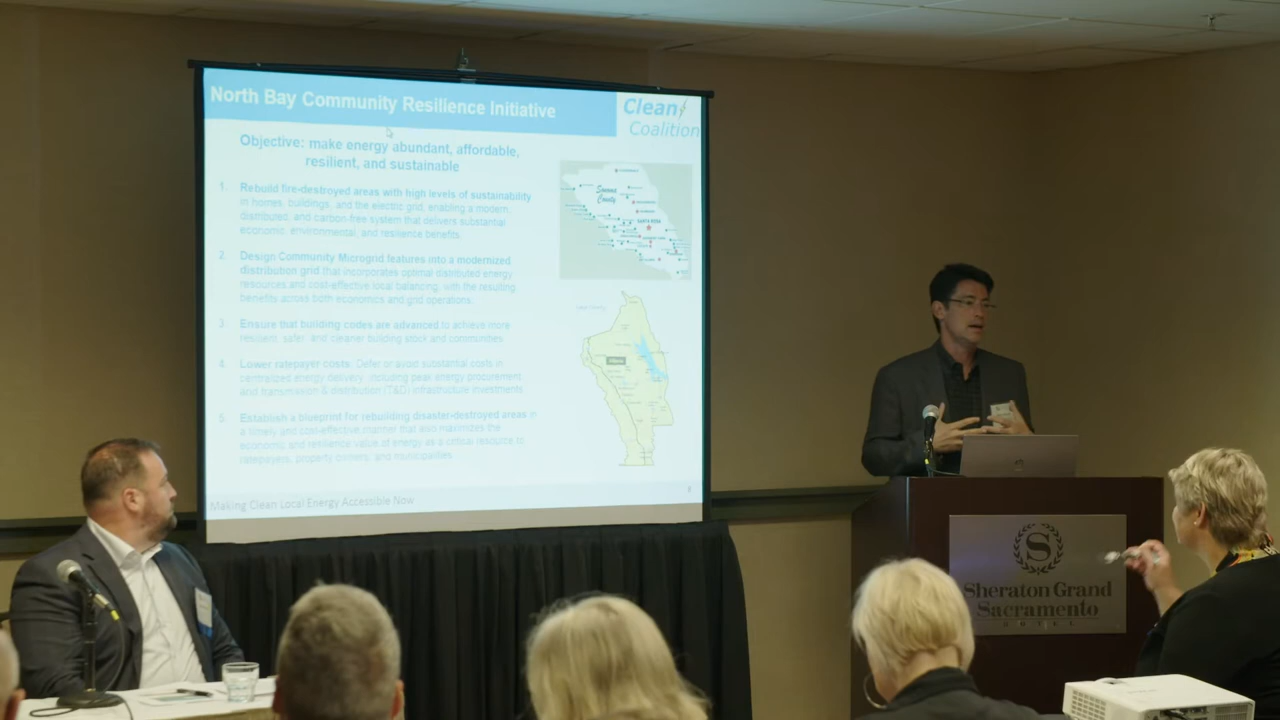 North Bay Community Resilience Initiative
Clean
Coalition
Objective: make energy abundant, affordable,
resilient, and sustainable
1. Rebuild fire-destroyed areas with high levels of sustainability
in homes, buildings, and the electric grid, enabling a modern,
distributed, and carbon-free system that delivers substantial
economic, environmental, and resilience benefits.
2. Design Community Microgrid features into a modernized
distribution grid that incorporates optimal distributed energy
resources and cost-effective local balancing, with the resulting
benefits across both economics and grid operations.
3. Ensure that building codes are advanced to achieve more
resilient, safer, and cleaner building stock and communities
4. Lower ratepayer costs: Defer or avoid substantial costs in
centralized energy delivery, including peak energy procurement
and transmission & distribution (T&D) infrastructure investments
5. Establish a blueprint for rebuilding disaster-destroyed areas in
a timely and cost-effective manner that also maximizes the
economic and resilience value of energy as a critical resource to
ratepayers, property owners, and municipalities
Sonoma
County
SANTA ROSA
Making Clean Local Energy Accessible Now
S
Sheraton Grand
Sacramento
HOTEL